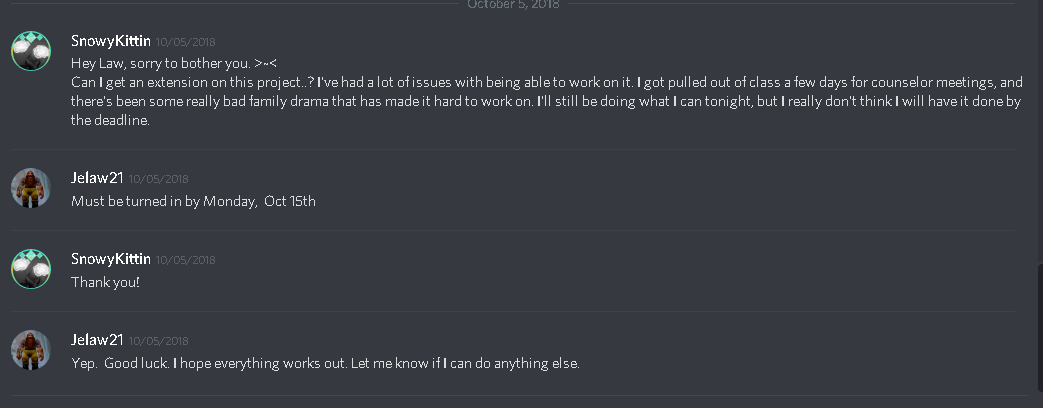 October 5, 2018
SnowyKittin 10/05/2018
Hey Law, sorry to bother you. >~<
Can I get an extension on this project..? I've had a lot of issues with being able to work on it. I got pulled out of class a few days for counselor meetings, and
there's been some really bad family drama that has made it hard to work on. I'll still be doing what I can tonight, but I really don't think I will have it done by
the deadline.
Jelaw21 10/05/2018
Must be turned in by Monday,  Oct 15th
SnowyKittin 10/05/2018
Thank you!
Jelaw21 10/05/2018
Yep.  Good luck. I hope everything works out. Let me know if I can do anything else.